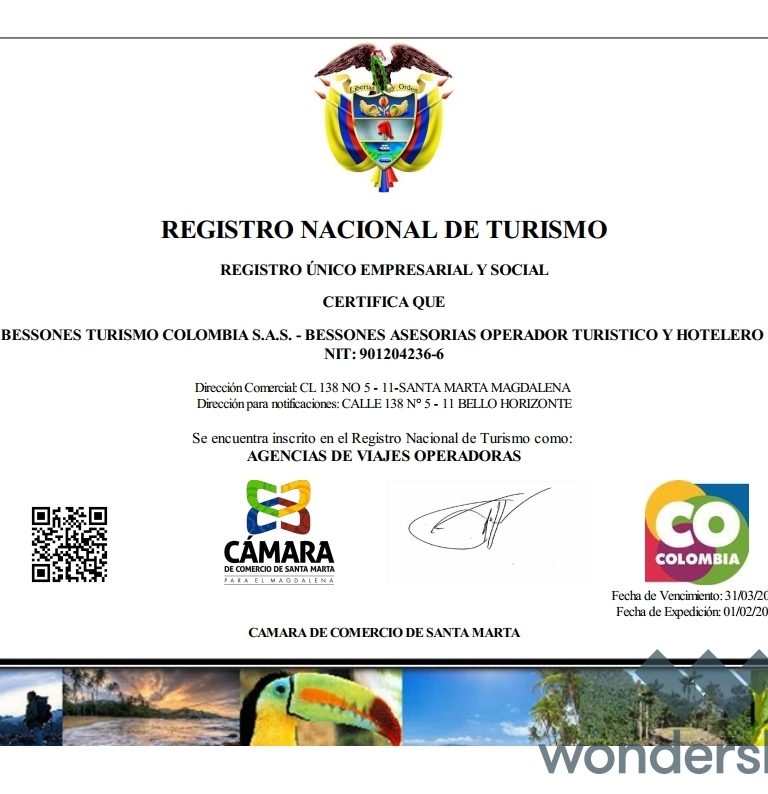 Libertad y Orden
REGISTRO NACIONAL DE TURISMO
REGISTRO ÚNICO EMPRESARIAL Y SOCIAL
CERTIFICA QUE
BESSONES TURISMO COLOMBIA S.A.S. - BESSONES ASESORIAS OPERADOR TURISTICO Y HOTELERO
NIT: 901204236-6
Dirección Comercial: CL 138 NO 5 - 11-SANTA MARTA MAGDALENA
Dirección para notificaciones: CALLE 138 N° 5 - 11 BELLO HORIZONTE
Se encuentra inscrito en el Registro Nacional de Turismo como:
AGENCIAS DE VIAJES OPERADORAS
CÁMARA
DE COMERCIO DE SANTA MARTA
PARA EL MAGDALENA
CO
COLOMBIA
Fecha de Vencimiento: 31/03/20
Fecha de Expedición: 01/02/20
CAMARA DE COMERCIO DE SANTA MARTA
wondersh